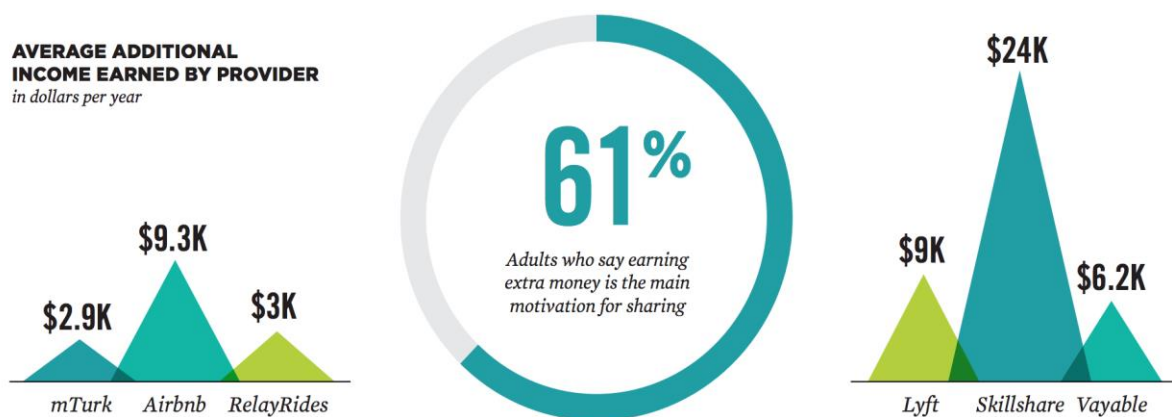 AVERAGE ADDITIONAL
INCOME EARNED BY PROVIDER
in dollars per year
$2.9K
$9.3K
$3K
mTurk
Airbnb
RelayRides
61%
Adults who say earning
extra money is the main
motivation for sharing
$9K
$24K
$6.2K
Lyft
Skillshare
Vayable